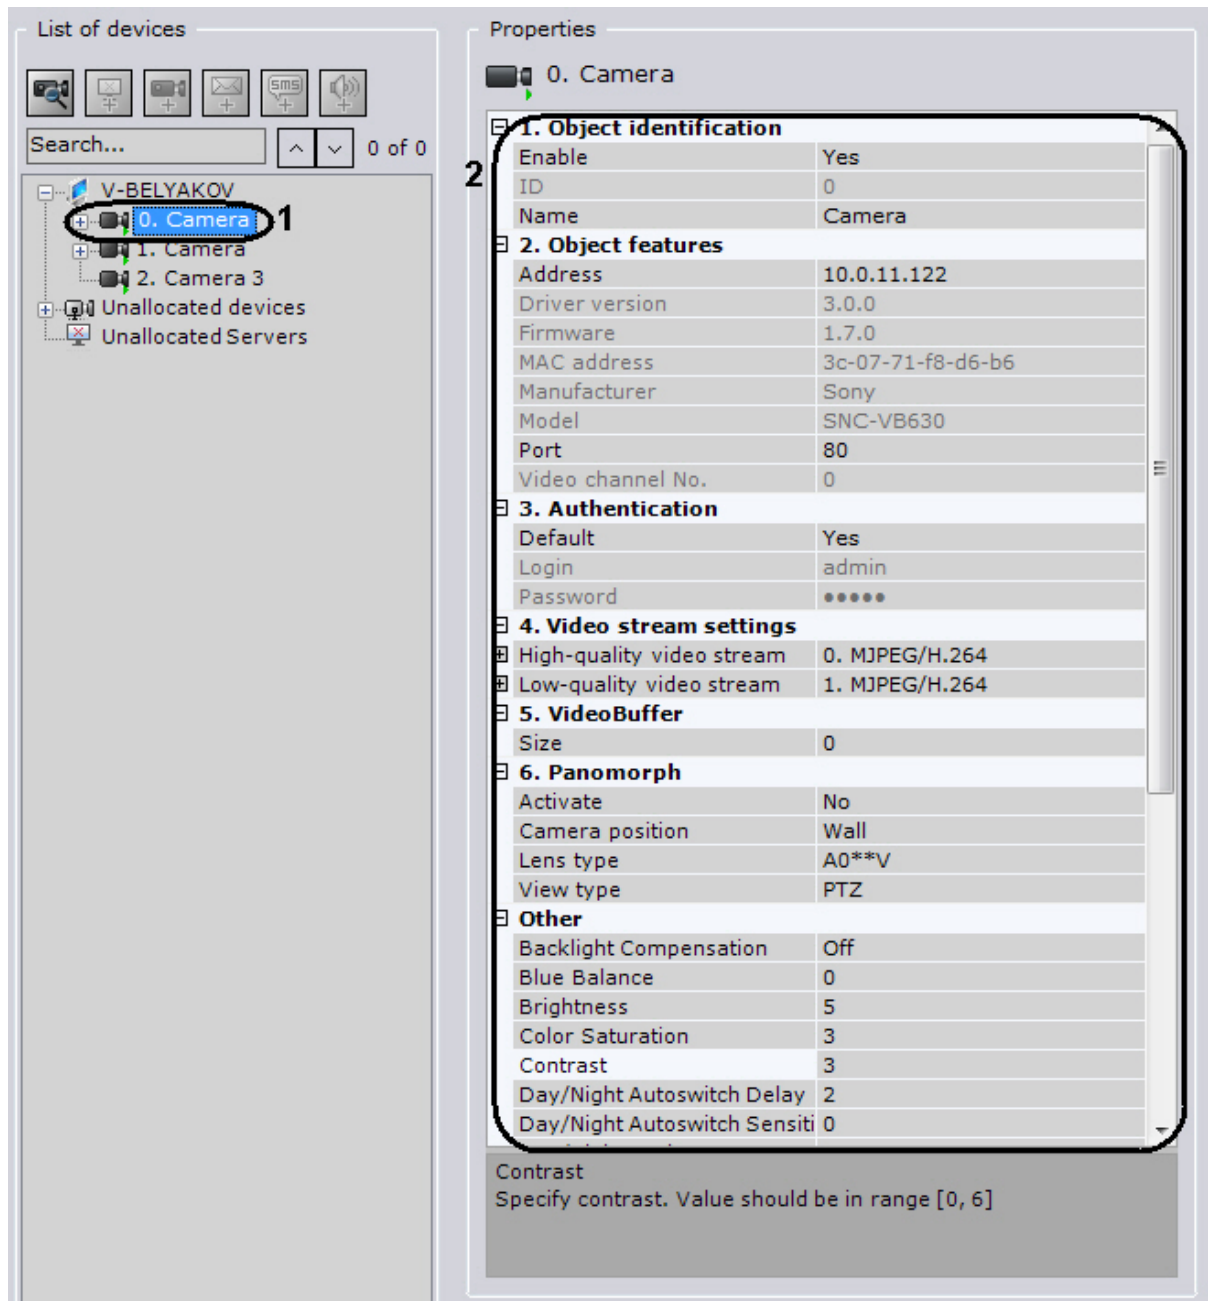 List of devices
sms
Search...
0 of 0
V-BELYAKOV
0. Camera
1
1. Camera
2. Camera 3
Unallocated devices
Unallocated Servers
Properties
0. Camera
2
1. Object identification
Enable Yes
ID 0
Name Camera
2. Object features
Address 10.0.11.122
Driver version 3.0.0
Firmware 1.7.0
MAC address 3c-07-71-f8-d6-b6
Manufacturer Sony
Model SNC-VB630
Port 80
Video channel No. 0
3. Authentication
Default Yes
Login admin
Password •••••
4. Video stream settings
High-quality video stream 0. MJPEG/H.264
Low-quality video stream 1. MJPEG/H.264
5. VideoBuffer
Size 0
6. Panomorph
Activate No
Camera position Wall
Lens type A0**V
View type PTZ
Other
Backlight Compensation Off
Blue Balance 0
Brightness 5
Color Saturation 3
Contrast 3
Day/Night Autoswitch Delay 2
Day/Night Autoswitch Sensiti 0
Contrast
Specify contrast. Value should be in range [0, 6]